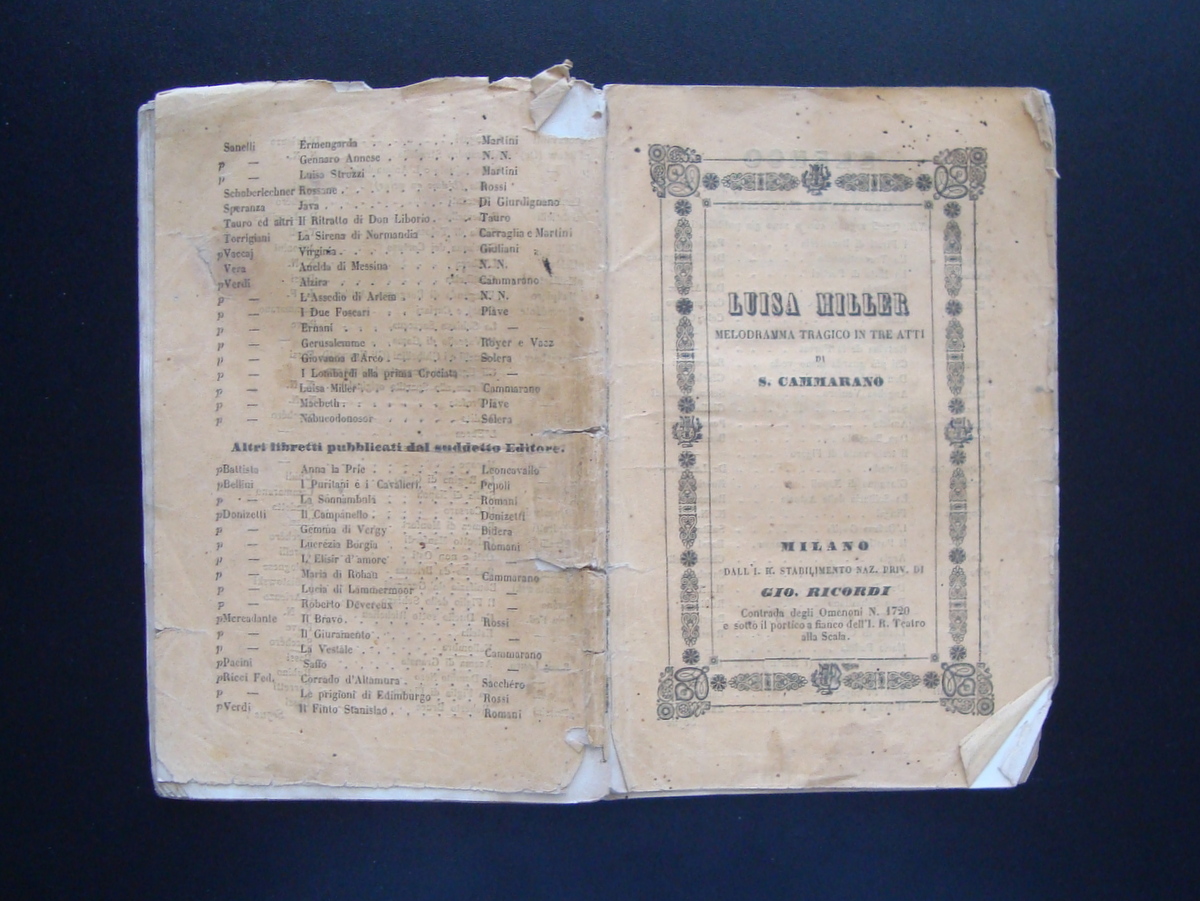 Sanelli Ermengarda Martini
p — Gennaro Annese N. N.
p — Luisa Strozzi Martini
Schoberlechner Rossane Rossi
Speranza Java Di Giurdignano
Tauro ed altri Il Ritratto di Don Liborio Tauro
Torrigiani La Sirena di Normandia Carraglia e Martini
pVaccaj Virginia Giuliani
Vera Anelda di Messina N. N.
pVerdi Alzira Cammarano
p — L'Assedio di Arlem N. N.
p — I Due Foscari Piave
p — Ernani —
p — Gerusalemme Royer e Vaez
p — Giovanna d'Arco Solera
p — I Lombardi alla prima Crociata —
p — Luisa Miller Cammarano
p — Macbeth Piave
p — Nabucodonosor Solera
Altri libretti pubblicati dal suddetto Editore.
pBattista Anna la Prie Leoncavallo
pBellini I Puritani e i Cavalieri Pepoli
p — La Sonnambula Romani
pDonizetti Il Campanello Donizetti
p — Gemma di Vergy Bidera
p — Lucrezia Borgia Romani
p — L'Elisir d'amore —
p — Maria di Rohan Cammarano
p — Lucia di Lammermoor —
p — Roberto Devereux —
pMercadante Il Bravo Rossi
p — Il Giuramento —
p — La Vestale Cammarano
pPacini Saffo —
pRicci Fed. Corrado d'Altamura Sacchéro
p — Le prigioni di Edimburgo Rossi
pVerdi Il Finto Stanislao Romani
LUISA MILLER
MELODRAMMA TRAGICO IN TRE ATTI
DI
S. CAMMARANO
MILANO
DALL'I. R. STABILIMENTO NAZ. PRIV. DI
GIO. RICORDI
Contrada degli Omenoni N. 1720
e sotto il portico a fianco dell'I. R. Teatro
alla Scala.